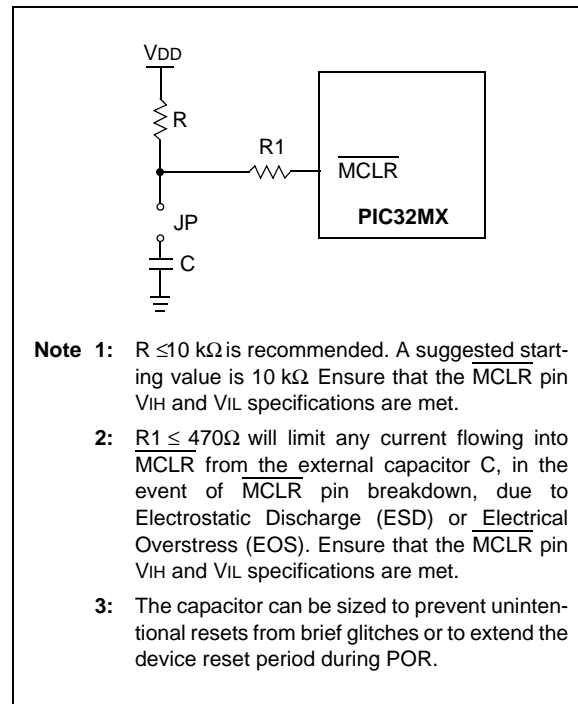 VDD
R
R1
MCLR
PIC32MX
JP
C
Note 1: R ≤10 kΩ is recommended. A suggested start-
ing value is 10 kΩ Ensure that the MCLR pin
VIH and VIL specifications are met.
2: R1 ≤ 470Ω will limit any current flowing into
MCLR from the external capacitor C, in the
event of MCLR pin breakdown, due to
Electrostatic Discharge (ESD) or Electrical
Overstress (EOS). Ensure that the MCLR pin
VIH and VIL specifications are met.
3: The capacitor can be sized to prevent uninten-
tional resets from brief glitches or to extend the
device reset period during POR.